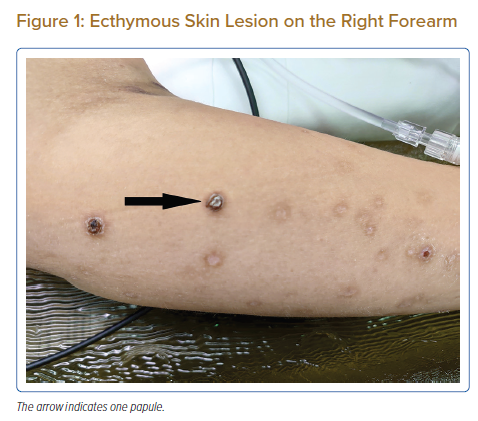 Figure 1: Ecthymous Skin Lesion on the Right Forearm
The arrow indicates one papule.